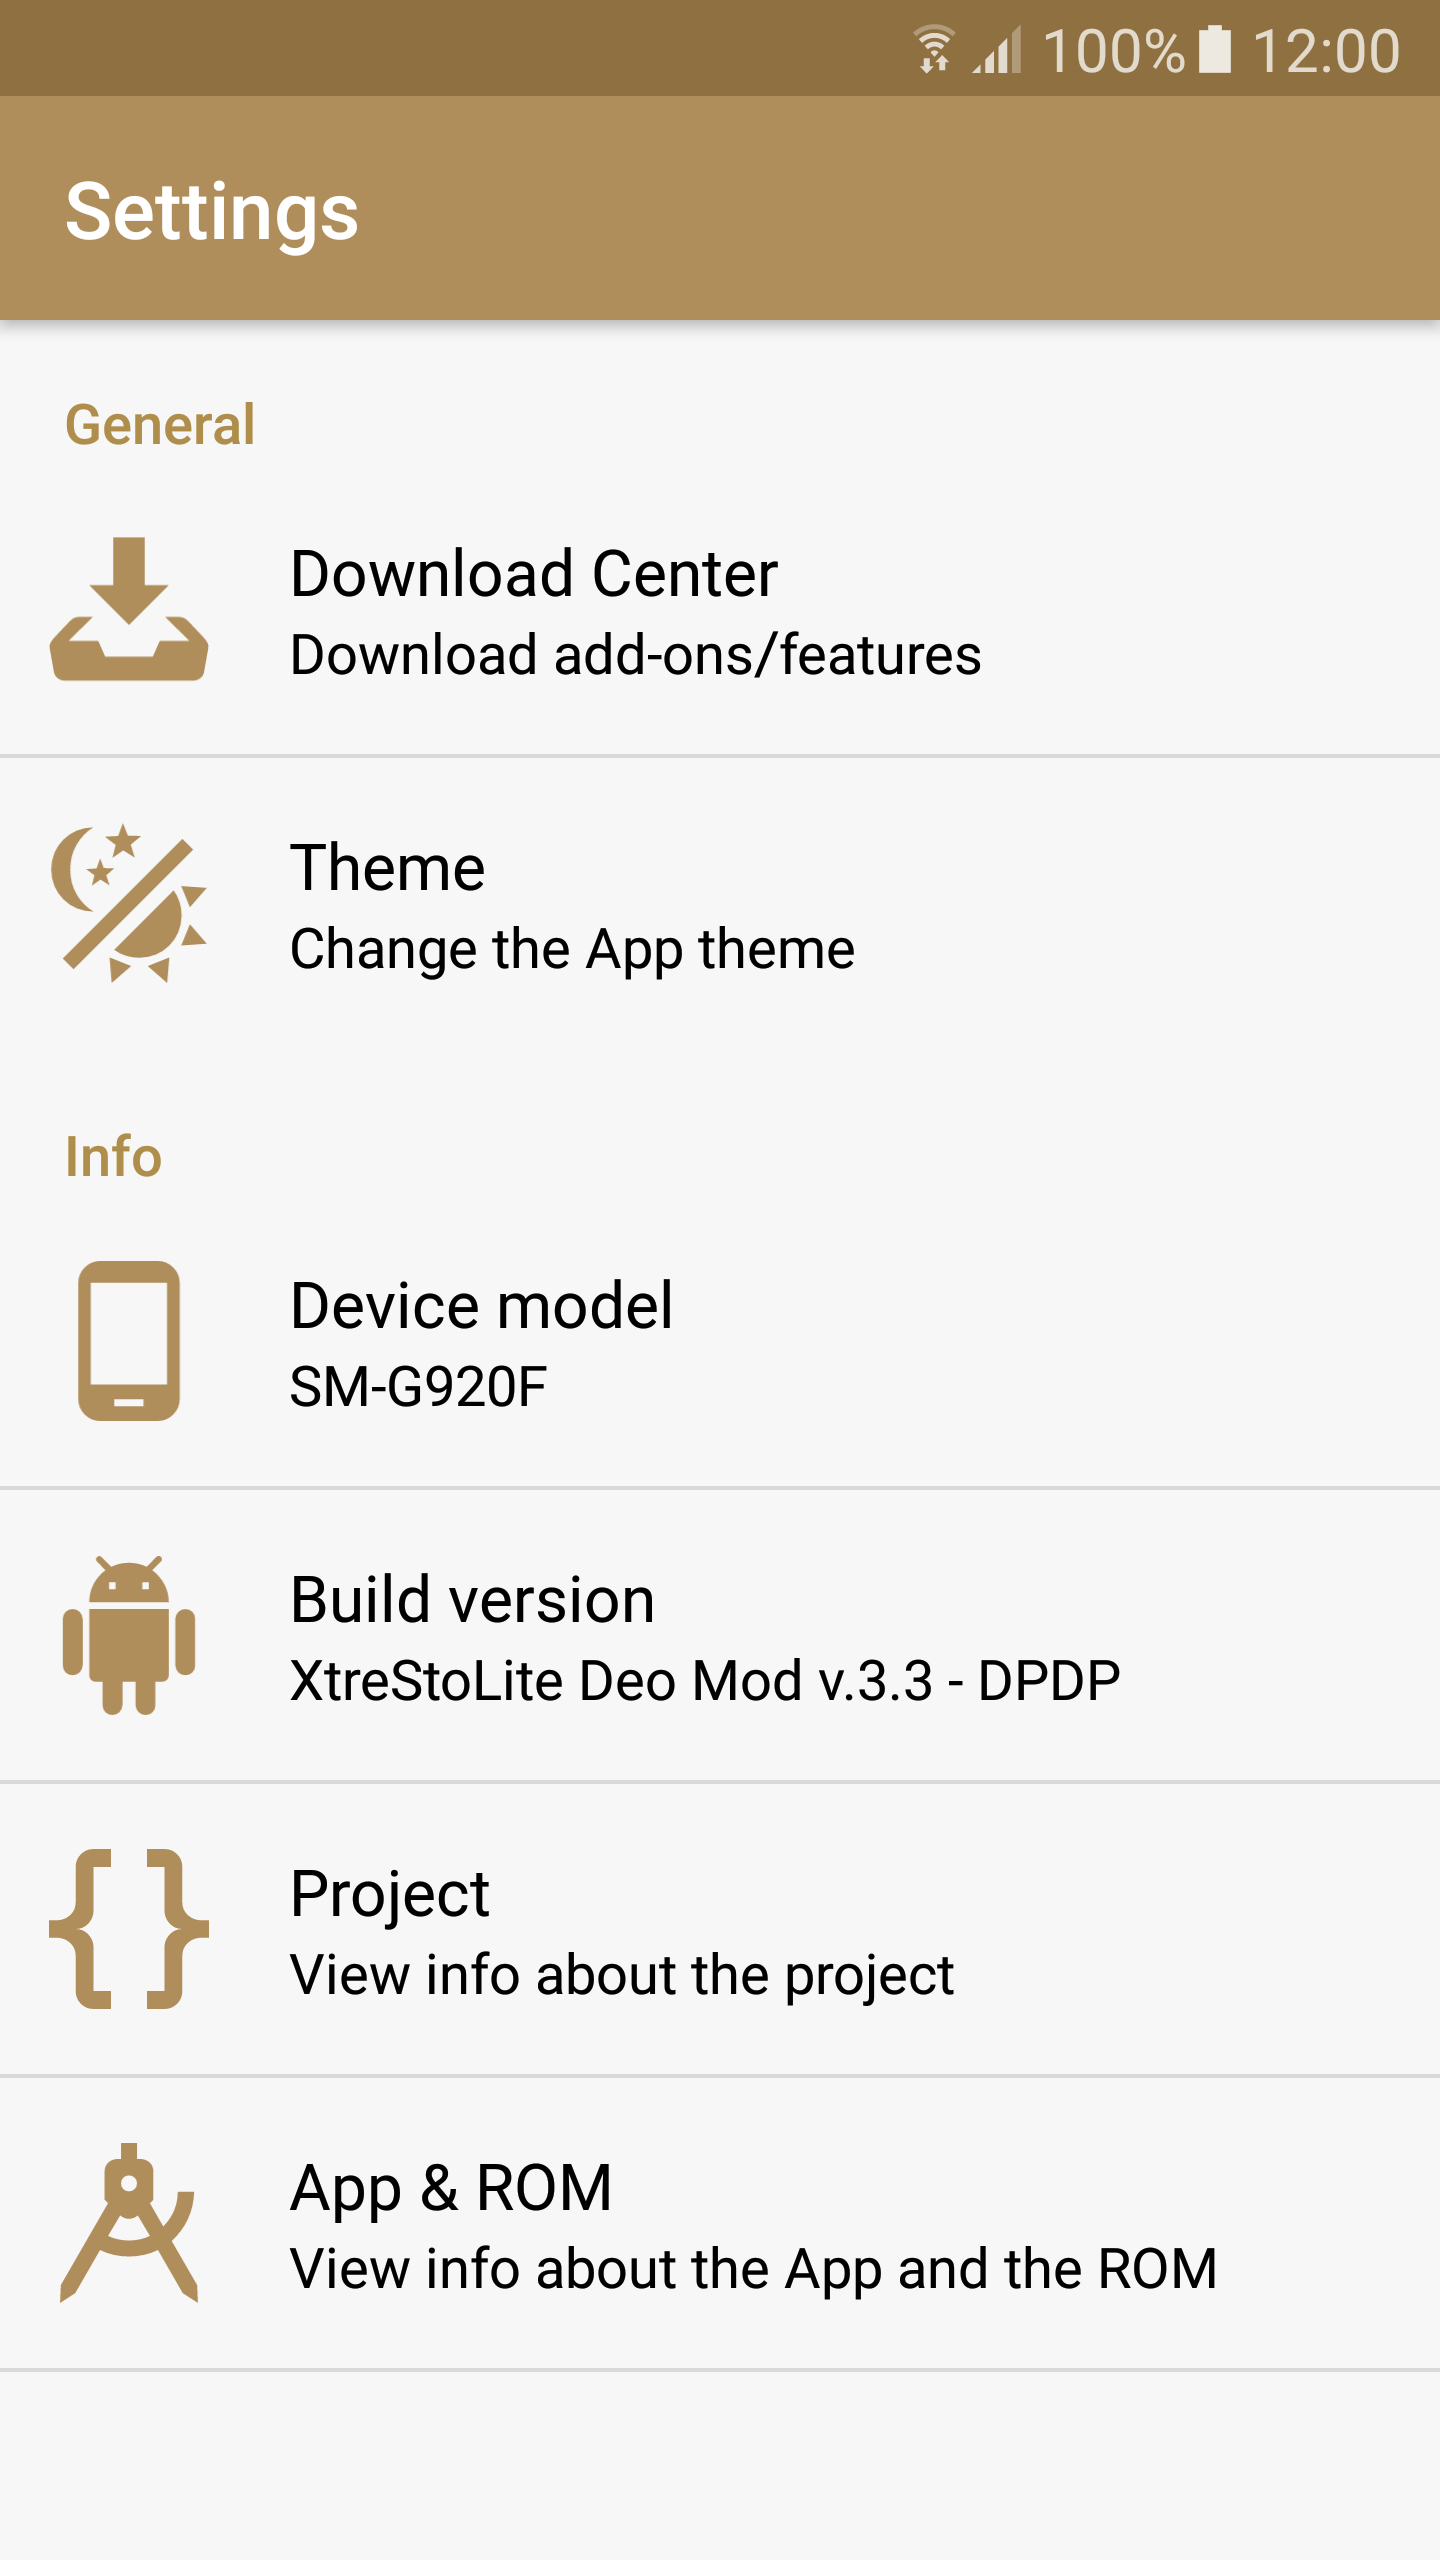 100% 12:00
Settings
General
Download Center
Download add-ons/features
Theme
Change the App theme
Info
Device model
SM-G920F
Build version
XtreStoLite Deo Mod v.3.3 - DPDP
Project
View info about the project
App & ROM
View info about the App and the ROM